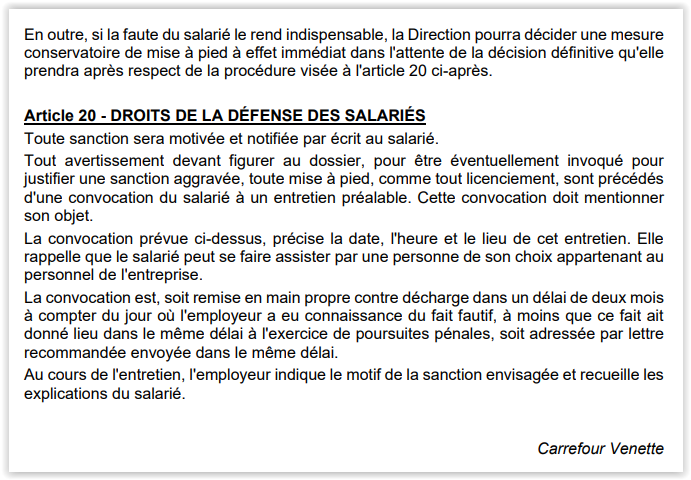 En outre, si la faute du salarié le rend indispensable, la Direction pourra décider une mesure
conservatoire de mise à pied à effet immédiat dans l'attente de la décision définitive qu'elle
prendra après respect de la procédure visée à l'article 20 ci-après.
Article 20 - DROITS DE LA DÉFENSE DES SALARIÉS
Toute sanction sera motivée et notifiée par écrit au salarié.
Tout avertissement devant figurer au dossier, pour être éventuellement invoqué pour
justifier une sanction aggravée, toute mise à pied, comme tout licenciement, sont précédés
d'une convocation du salarié à un entretien préalable. Cette convocation doit mentionner
son objet.
La convocation prévue ci-dessus, précise la date, l'heure et le lieu de cet entretien. Elle
rappelle que le salarié peut se faire assister par une personne de son choix appartenant au
personnel de l'entreprise.
La convocation est, soit remise en main propre contre décharge dans un délai de deux mois
à compter du jour où l'employeur a eu connaissance du fait fautif, à moins que ce fait ait
donné lieu dans le même délai à l'exercice de poursuites pénales, soit adressée par lettre
recommandée envoyée dans le même délai.
Au cours de l'entretien, l'employeur indique le motif de la sanction envisagée et recueille les
explications du salarié.
Carrefour Venette